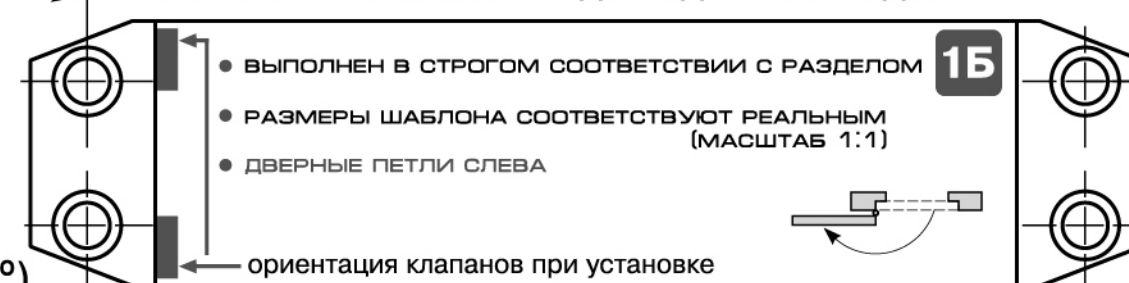 ВЫПОЛНЕН В СТРОГОМ СООТВЕТСТВИИ С РАЗДЕЛОМ 1Б
РАЗМЕРЫ ШАБЛОНА СООТВЕТСТВУЮТ РЕАЛЬНЫМ
(МАСШТАБ 1:1)
ДВЕРНЫЕ ПЕТЛИ СЛЕВА
ориентация клапанов при установке